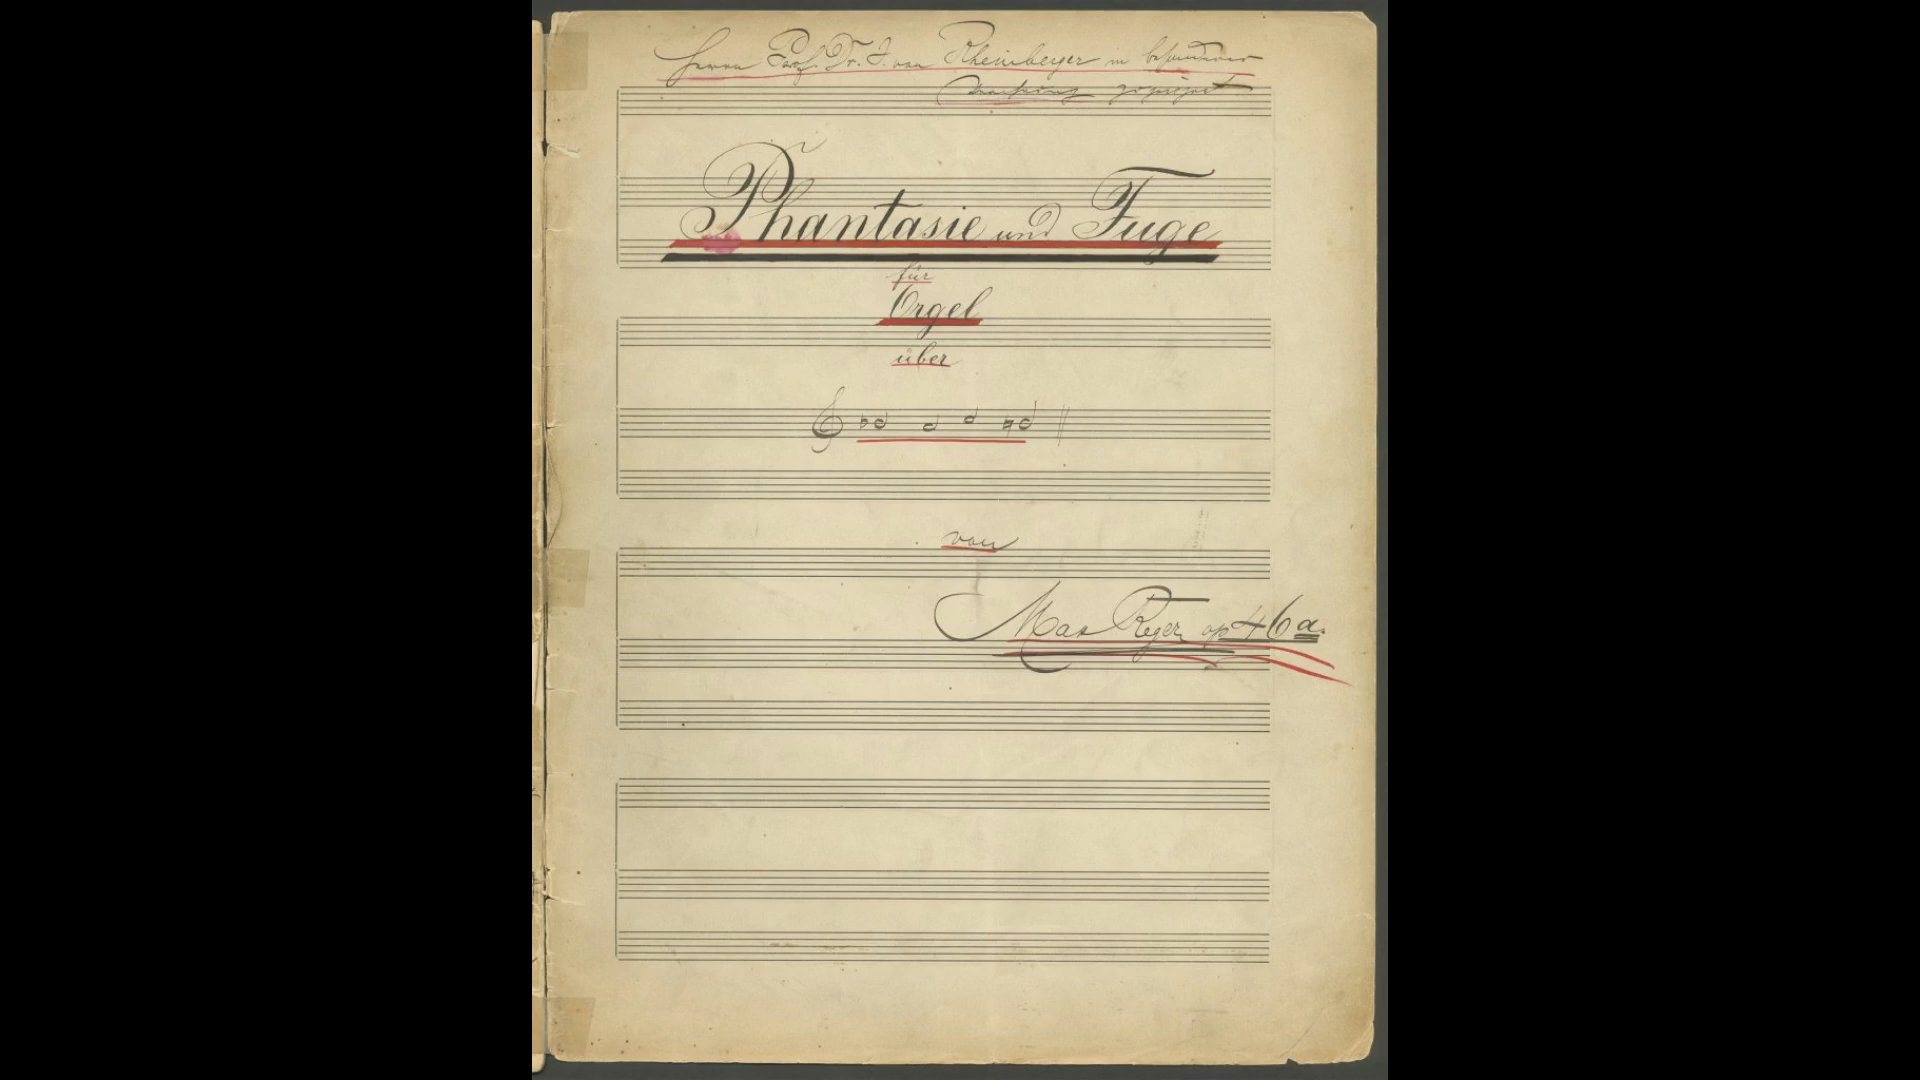 Herrn Prof. Dr. J. von Rheinberger in besonderer
Verehrung zugeeignet
Phantasie und Fuge
für
Orgel
über
von
Max Reger op 46a.